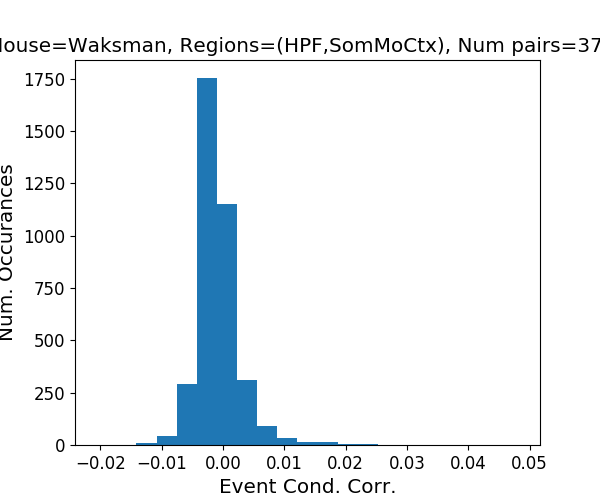 Mouse=Waksman, Regions=(HPF,SomMoCtx), Num pairs=37
1750
1500
1250
1000
750
500
250
0
Num. Occurances
−0.02 −0.01 0.00 0.01 0.02 0.03 0.04 0.05
Event Cond. Corr.